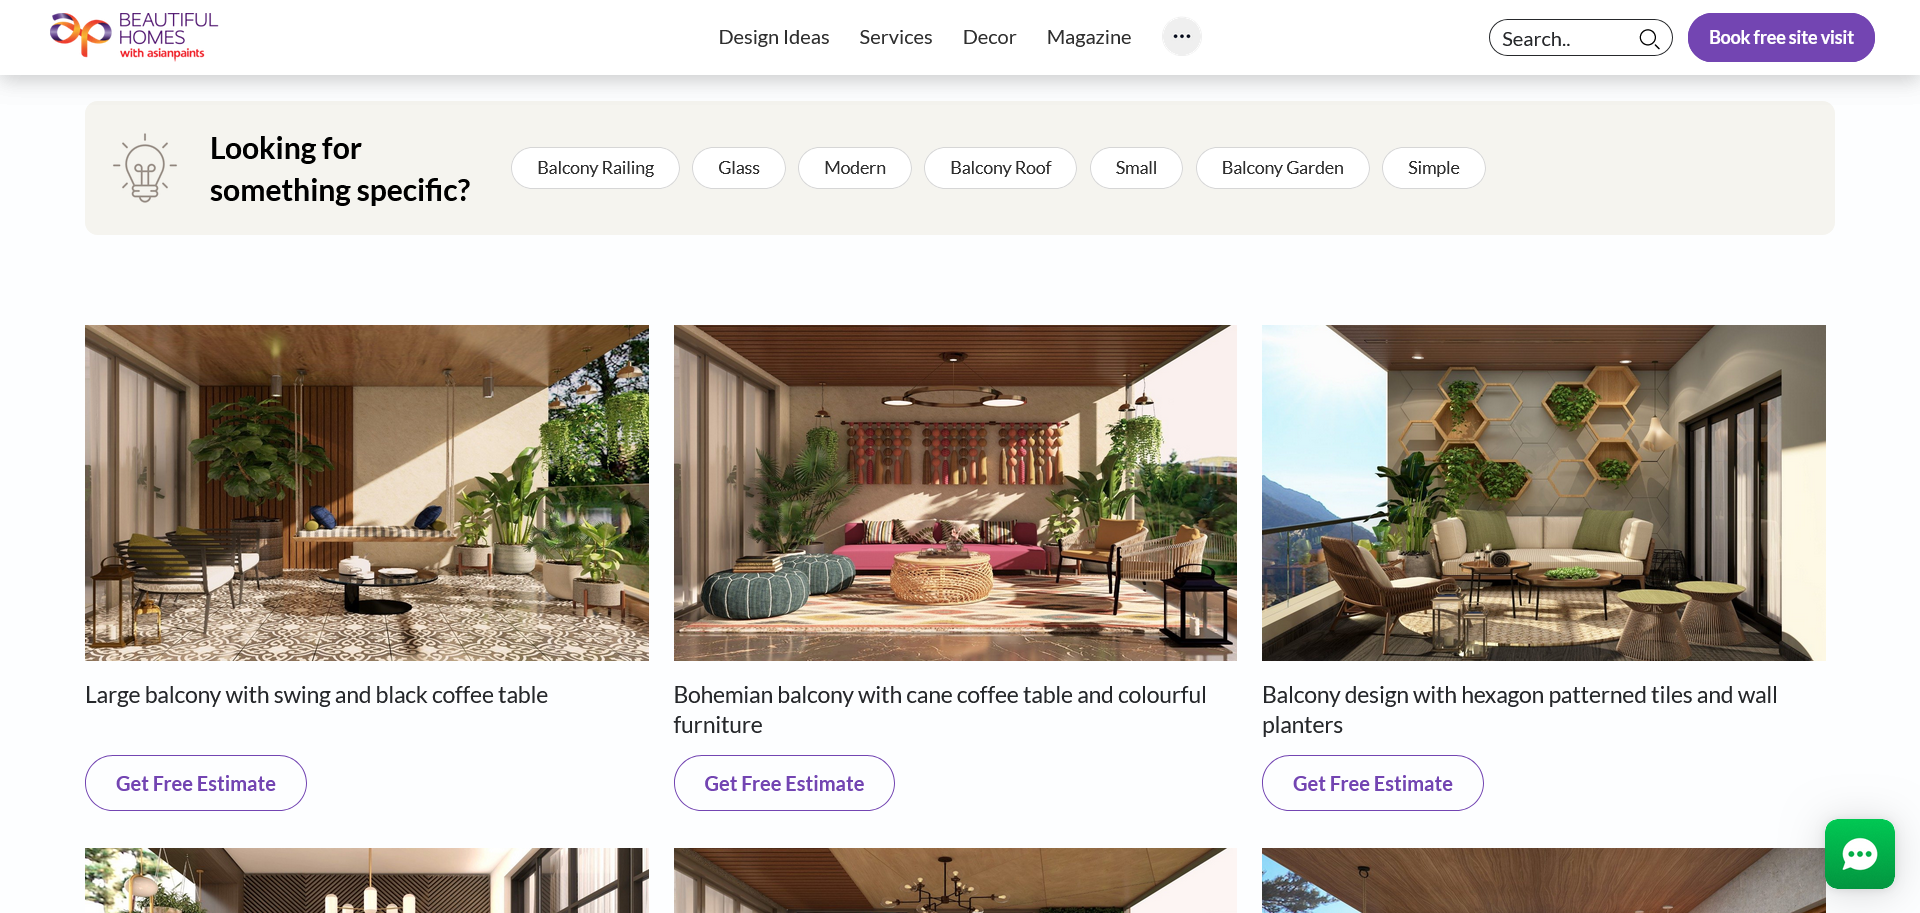 BEAUTIFUL
HOMES
with asianpaints
Design Ideas
Services
Decor
Magazine
Search..
Book free site visit
Looking for
something specific?
Balcony Railing
Glass
Modern
Balcony Roof
Small
Balcony Garden
Simple
Large balcony with swing and black coffee table
Bohemian balcony with cane coffee table and colourful
furniture
Balcony design with hexagon patterned tiles and wall
planters
Get Free Estimate
Get Free Estimate
Get Free Estimate